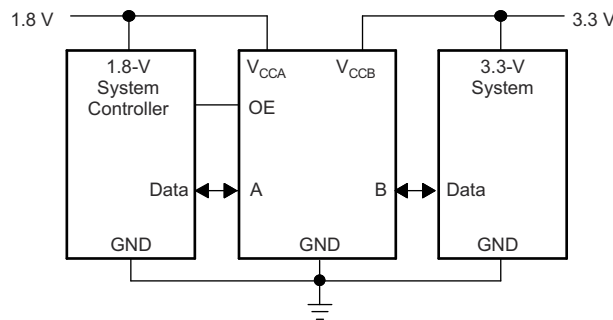 1.8 V
3.3 V
1.8-V
System
Controller
VCCA
VCCB
3.3-V
System
OE
Data
A
B
Data
GND
GND
GND